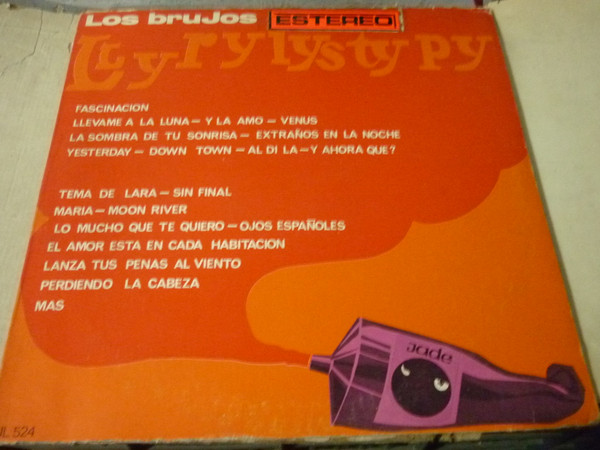 Los brujos ESTEREO
Lyrylystypy
FASCINACION
LLEVAME A LA LUNA — Y LA AMO — VENUS
LA SOMBRA DE TU SONRISA — EXTRAÑOS EN LA NOCHE
YESTERDAY — DOWN TOWN — AL DI LA — Y AHORA QUE?
TEMA DE LARA — SIN FINAL
MARIA — MOON RIVER
LO MUCHO QUE TE QUIERO — OJOS ESPAÑOLES
EL AMOR ESTA EN CADA HABITACION
LANZA TUS PENAS AL VIENTO
PERDIENDO LA CABEZA
MAS
Jade
524